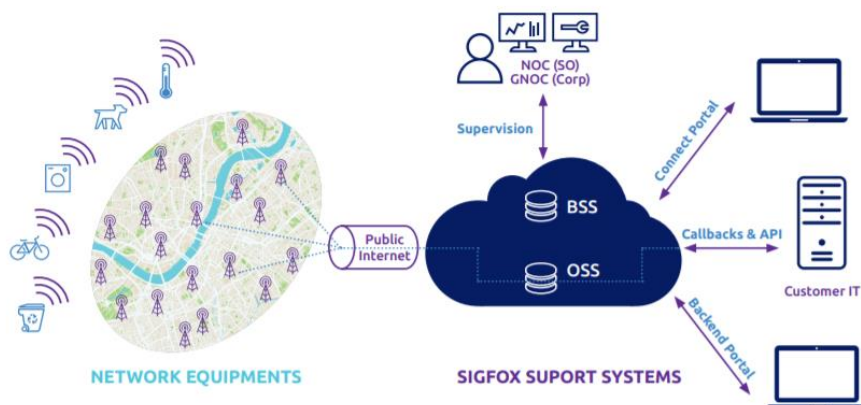 NOC (SO)
GNOC (Corp)
Supervision
Connect Portal
BSS
Public
Internet
Callbacks & API
OSS
Customer IT
Backend Portal
NETWORK EQUIPMENTS
SIGFOX SUPORT SYSTEMS